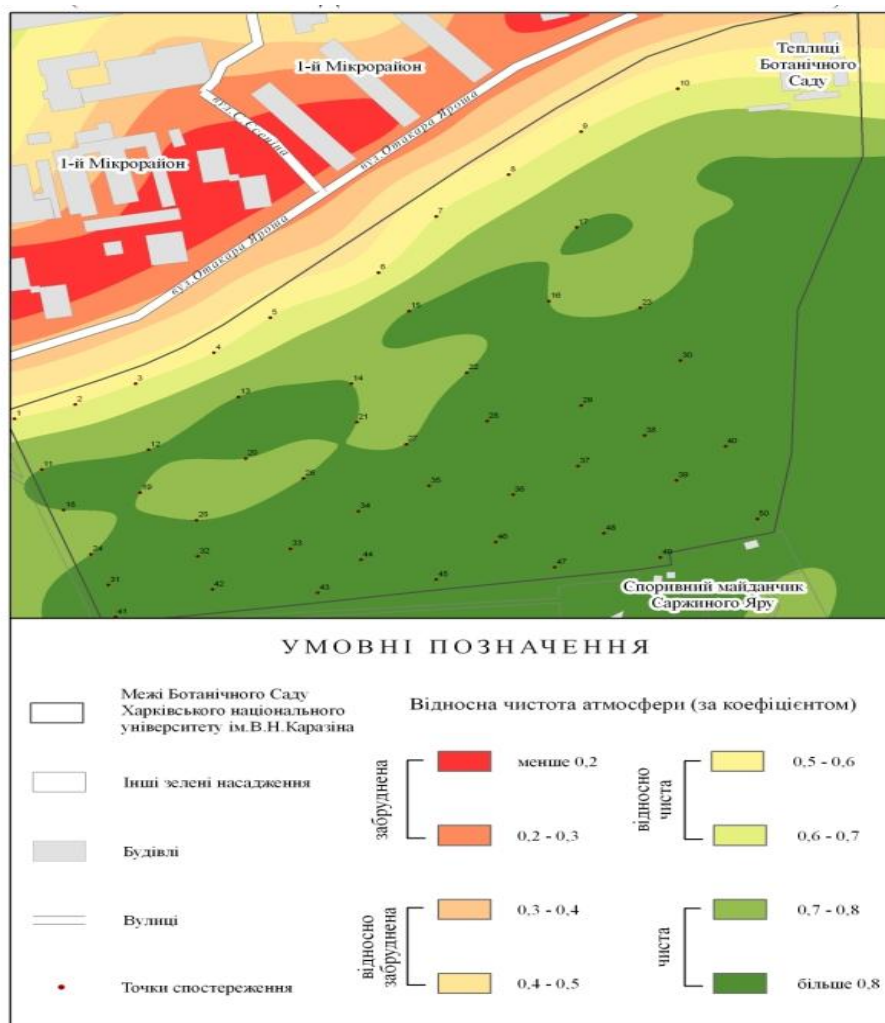 1-й Мікрорайон
Теплиці
Ботанічного
Саду
вул.С.Єсеніна
вул.Отакара Яроша
1-й Мікрорайон
вул.Отакара Яроша
10
9
8
7
17
6
16
23
15
5
4
30
3
14
22
13
2
29
1
21
28
38
27
40
12
20
37
11
26
39
35
19
36
18
34
25
50
48
46
33
24
32
44
49
47
45
31
42
43
41
Споривний майданчик
Саржиного Яру
УМОВНІ ПОЗНАЧЕННЯ
Межі Ботанічного Саду
Харківського національного
університету ім.В.Н.Каразіна
Інші зелені насадження
Будівлі
Вулиці
Точки спостереження
Відносна чистота атмосфери (за коефіцієнтом)
забруднена
менше 0,2
0,2 - 0,3
відносно
забруднена
0,3 - 0,4
0,4 - 0,5
відносно
чиста
0,5 - 0,6
0,6 - 0,7
чиста
0,7 - 0,8
більше 0,8